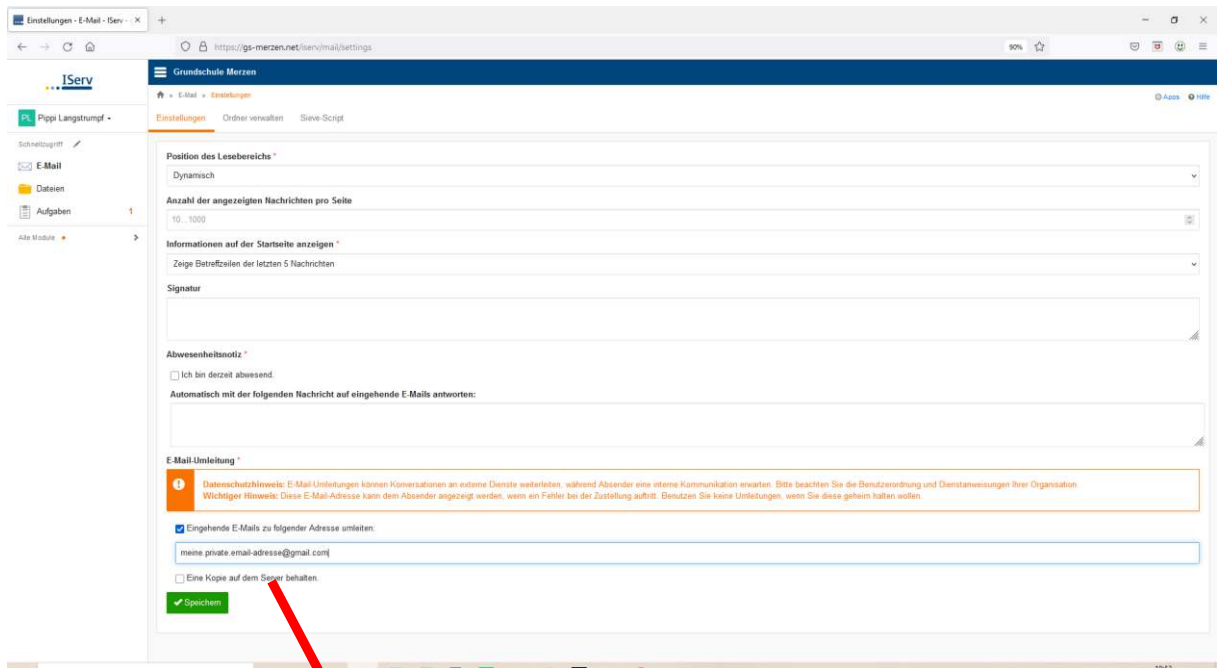 Einstellungen - E-Mail - IServ -
https://gs-merzen.net/iserv/mail/settings
90%
IServ
Grundschule Merzen
E-Mail » Einstellungen
Apps Hilfe
PL Pippi Langstrumpf
Einstellungen Ordner verwalten Sieve-Script
Schnellzugriff
E-Mail
Dateien
Aufgaben 1
Alle Module
Position des Lesebereichs *
Dynamisch
Anzahl der angezeigten Nachrichten pro Seite
10...1000
Informationen auf der Startseite anzeigen *
Zeige Betreffzeilen der letzten 5 Nachrichten
Signatur
Abwesenheitsnotiz *
Ich bin derzeit abwesend.
Automatisch mit der folgenden Nachricht auf eingehende E-Mails antworten:
E-Mail-Umleitung *
Datenschutzhinweis: E-Mail-Umleitungen können Konversationen an externe Dienste weiterleiten, während Absender eine interne Kommunikation erwarten. Bitte beachten Sie die Benutzerordnung und Dienstanweisungen Ihrer Organisation.
Wichtiger Hinweis: Diese E-Mail-Adresse kann dem Absender angezeigt werden, wenn ein Fehler bei der Zustellung auftritt. Benutzen Sie keine Umleitungen, wenn Sie diese geheim halten wollen.
Eingehende E-Mails zu folgender Adresse umleiten:
meine.private.email-adresse@gmail.com
Eine Kopie auf dem Server behalten.
Speichern